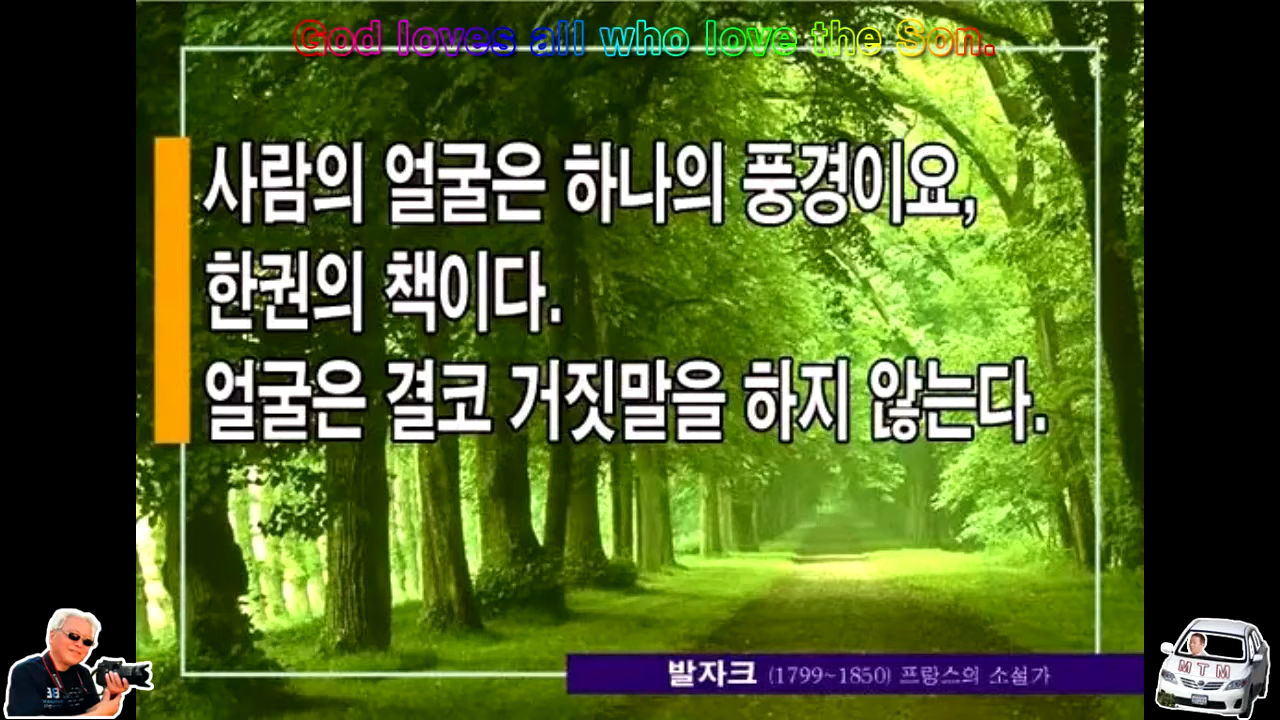 God loves all who love the Son.
사람의 얼굴은 하나의 풍경이요,
한권의 책이다.
얼굴은 결코 거짓말을 하지 않는다.
발자크 (1799~1850) 프랑스의 소설가
MTM